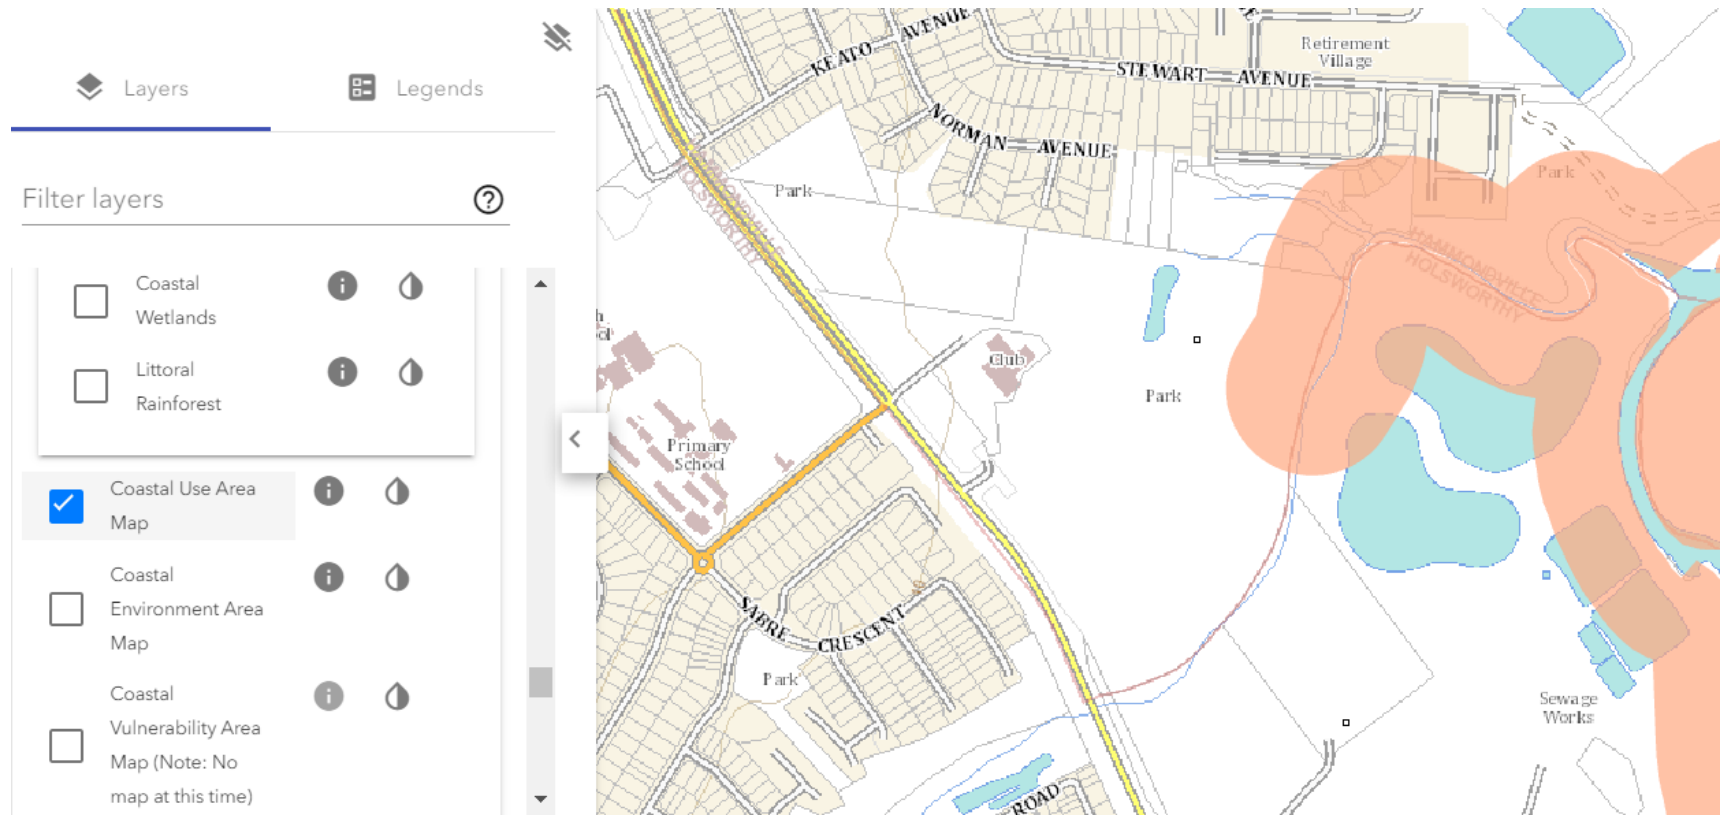 Layers
Legends
Filter layers
Coastal
Wetlands
Littoral
Rainforest
Coastal Use Area
Map
Coastal
Environment Area
Map
Coastal
Vulnerability Area
Map (Note: No
map at this time)
KEATO AVENUE
STEWART AVENUE
Retirement
Village
NORMAN AVENUE
Park
Park
HOLSWORTHY
HAMMONDVILLE
HOLSWORTHY
Club
Park
Primary
School
SABRE CRESCENT
Park
Sewage
Works
ROAD